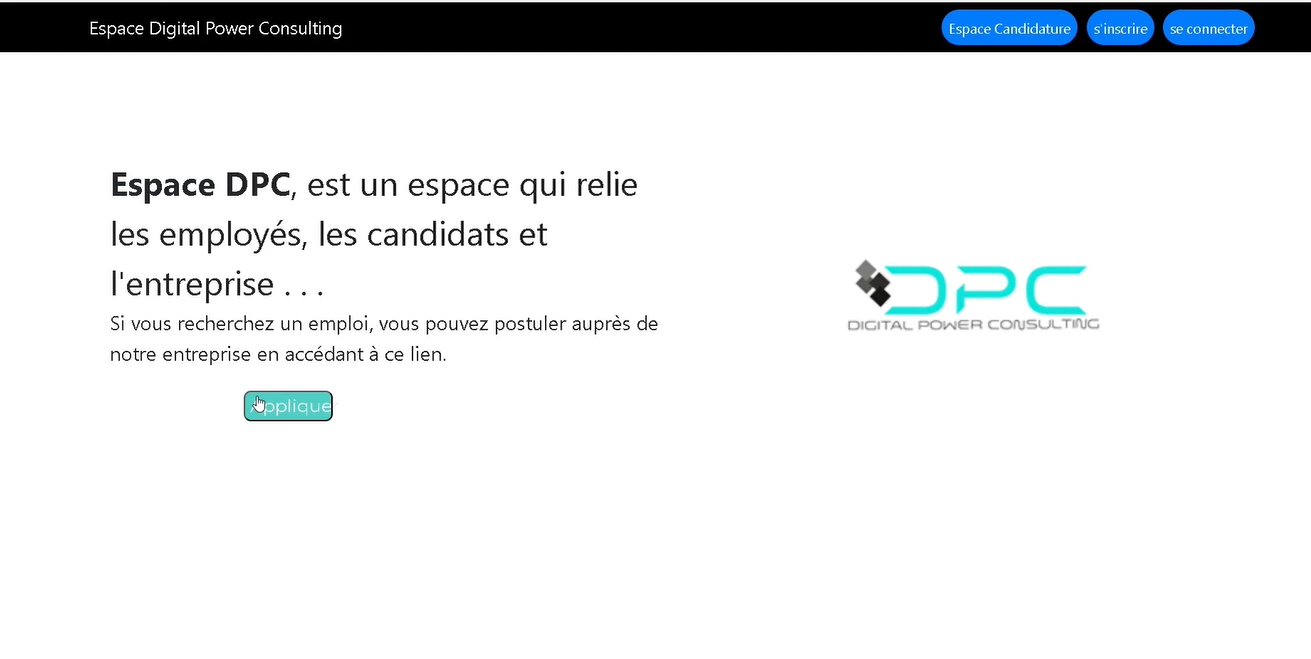 Espace Digital Power Consulting
Espace Candidature
s'inscrire
se connecter
Espace DPC, est un espace qui relie
les employés, les candidats et
l'entreprise . . .
Si vous recherchez un emploi, vous pouvez postuler auprès de
notre entreprise en accédant à ce lien.
Applique
DPC
DIGITAL POWER CONSULTING